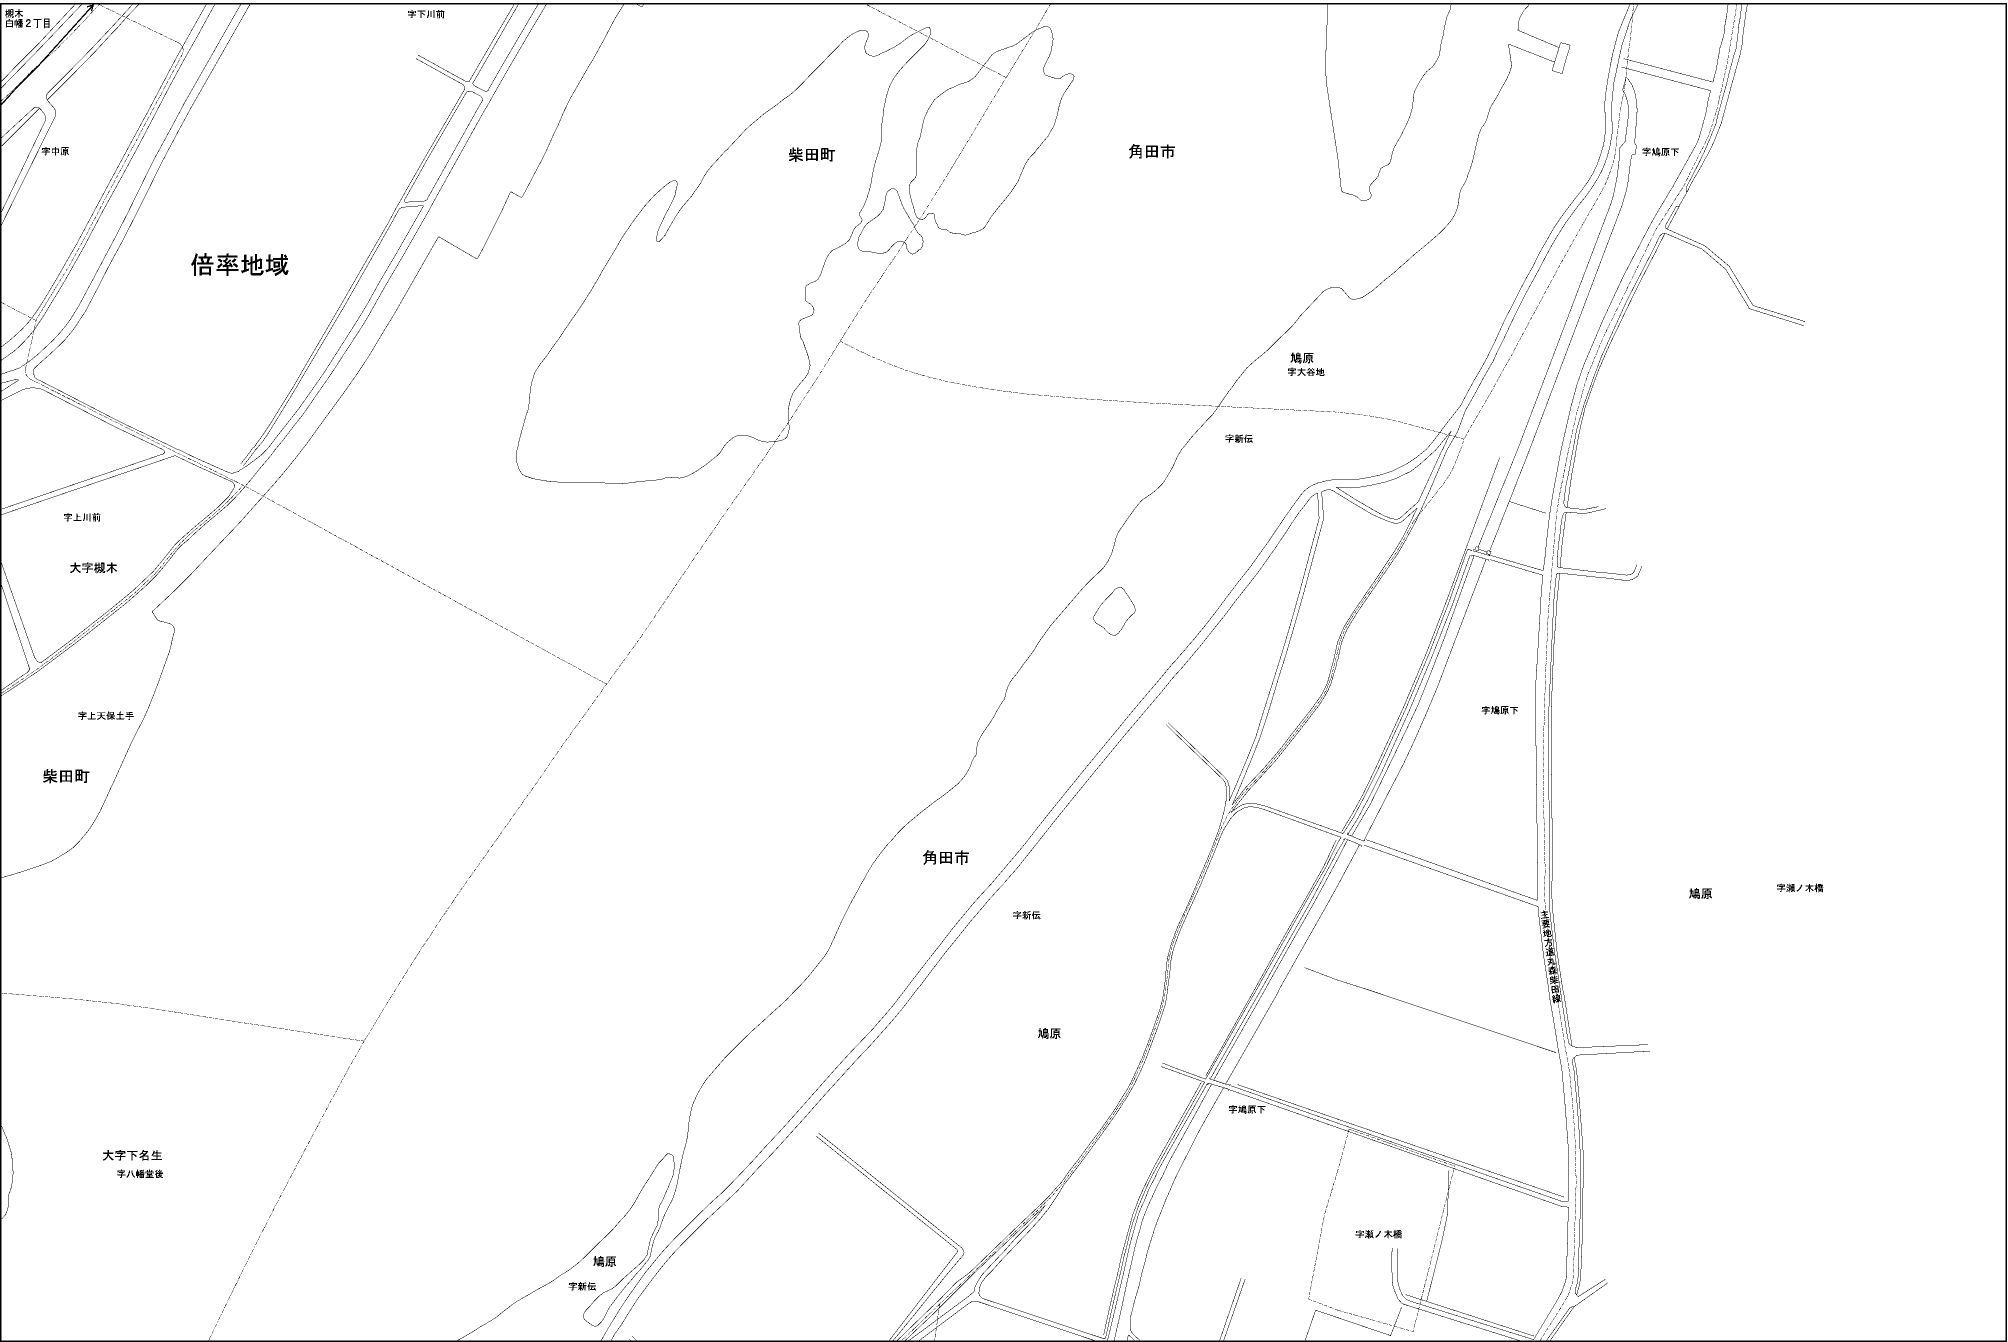 槻木
白幡２丁目
字下川前
字中原
柴田町
角田市
字鳩原下
倍率地域
鳩原
字大谷地
字新伝
字上川前
大字槻木
字上天保土手
柴田町
字鳩原下
角田市
鳩原
字瀬ノ木橋
字新伝
主要地方道丸森柴田線
鳩原
字鳩原下
大字下名生
字八幡堂後
字瀬ノ木橋
鳩原
字新伝